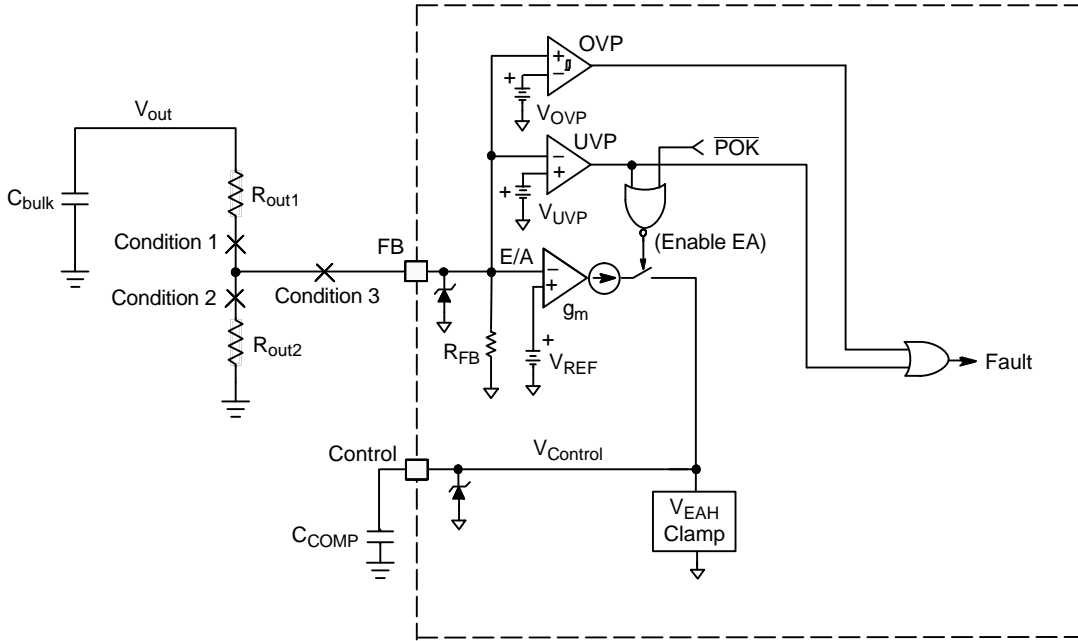 OVP
+
−
+
V_OVP
V_out
UVP
−
+
+
V_UVP
P̅O̅K̅
C_bulk
R_out1
(Enable EA)
Condition 1
FB
E/A
−
+
g_m
Condition 2
Condition 3
R_out2
R_FB
+
V_REF
Fault
Control
V_Control
C_COMP
V_EAH
Clamp